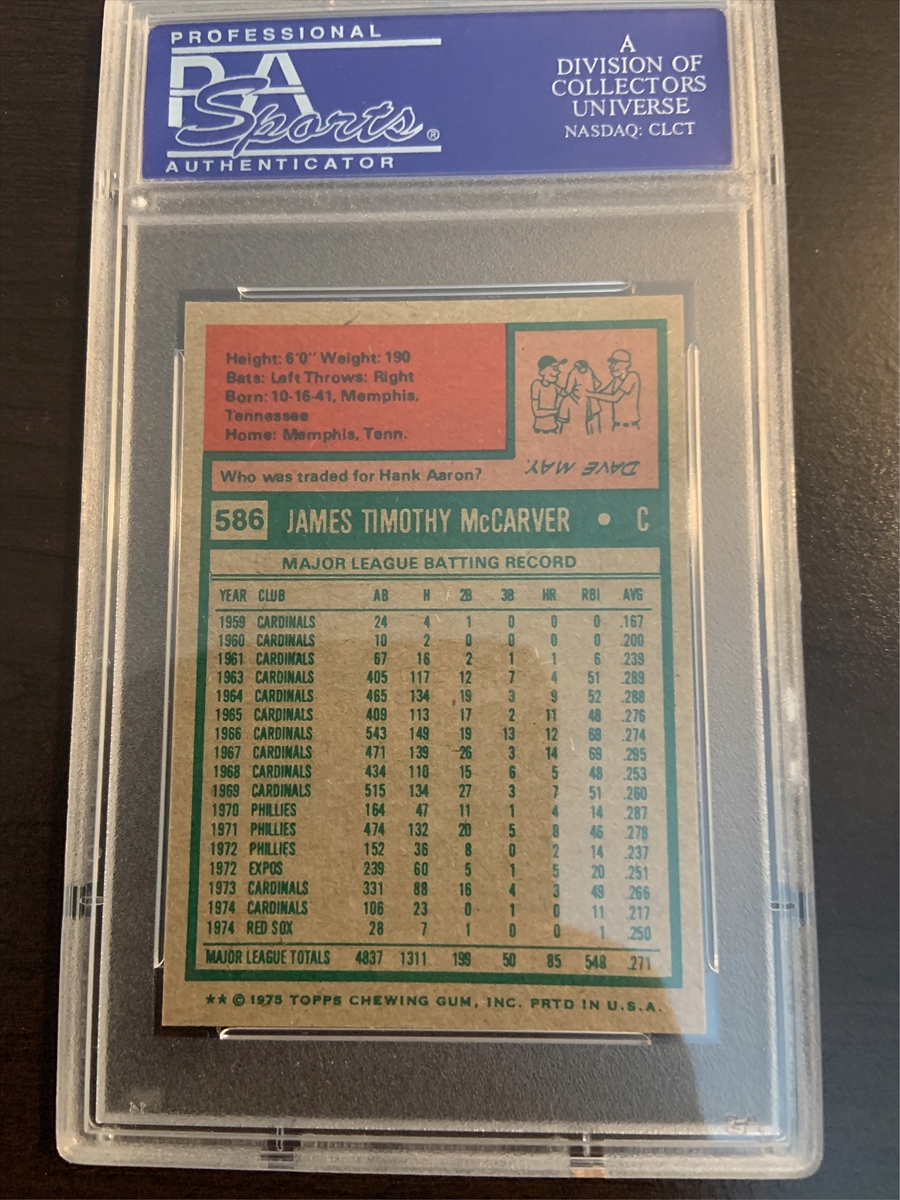 PROFESSIONAL
PSA
Sports®
AUTHENTICATOR
A
DIVISION OF
COLLECTORS
UNIVERSE
NASDAQ: CLCT
Height: 6'0" Weight: 190
Bats: Left Throws: Right
Born: 10-16-41, Memphis,
Tennessee
Home: Memphis, Tenn.
DAVE MAY.
Who was traded for Hank Aaron?
586 JAMES TIMOTHY McCARVER • C
MAJOR LEAGUE BATTING RECORD
YEAR CLUB AB H 2B 3B HR RBI AVG
1959 CARDINALS 24 4 1 0 0 0 .167
1960 CARDINALS 10 2 0 0 0 0 .200
1961 CARDINALS 67 16 2 1 1 6 .239
1963 CARDINALS 405 117 12 7 4 51 .289
1964 CARDINALS 465 134 19 3 9 52 .288
1965 CARDINALS 409 113 17 2 11 48 .276
1966 CARDINALS 543 149 19 13 12 68 .274
1967 CARDINALS 471 139 26 3 14 69 .295
1968 CARDINALS 434 110 15 6 5 48 .253
1969 CARDINALS 515 134 27 3 7 51 .260
1970 PHILLIES 164 47 11 1 4 14 .287
1971 PHILLIES 474 132 20 5 8 46 .278
1972 PHILLIES 152 36 8 0 2 14 .237
1972 EXPOS 239 60 5 1 5 20 .251
1973 CARDINALS 331 88 16 4 3 49 .266
1974 CARDINALS 106 23 0 1 0 11 .217
1974 RED SOX 28 7 1 0 0 1 .250
MAJOR LEAGUE TOTALS 4837 1311 199 50 85 548 .271
** © 1975 TOPPS CHEWING GUM, INC. PRTD IN U.S.A.